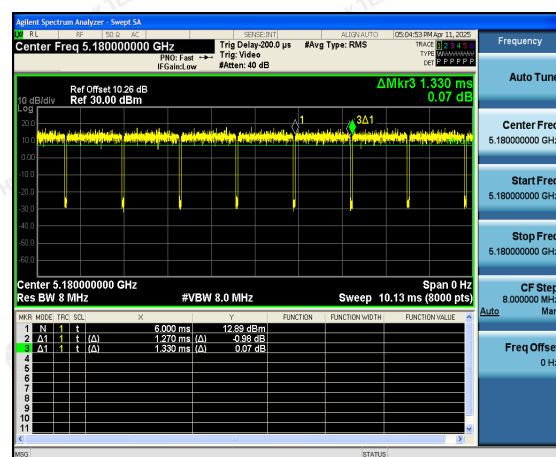 Agilent Spectrum Analyzer - Swept SA
RL RF 50 Ω AC SENSE:INT ALIGN AUTO 05:04:53 PM Apr 11, 2025
Center Freq 5.180000000 GHz
PNO: Fast
IFGain:Low
Trig Delay-200.0 µs
Trig: Video
#Atten: 40 dB
#Avg Type: RMS
TRACE 1 2 3 4 5 6
TYPE
DET P P P P P P
Ref Offset 10.26 dB
Ref 30.00 dBm
10 dB/div
Log
ΔMkr3 1.330 ms
0.07 dB
20.0
10.0
0.00
-10.0
-20.0
-30.0
-40.0
-50.0
-60.0
1
3Δ1
Center 5.180000000 GHz
Span 0 Hz
Res BW 8 MHz
#VBW 8.0 MHz
Sweep 10.13 ms (8000 pts)
MKR MODE TRC SCL X Y FUNCTION FUNCTION WIDTH FUNCTION VALUE
1 N 1 t 6.000 ms 12.89 dBm
2 Δ1 1 t (Δ) 1.270 ms (Δ) -0.98 dB
3 Δ1 1 t (Δ) 1.330 ms (Δ) 0.07 dB
4
5
6
7
8
9
10
11
MSG
STATUS
Frequency
Auto Tune
Center Freq
5.180000000 GHz
Start Freq
5.180000000 GHz
Stop Freq
5.180000000 GHz
CF Step
8.000000 MHz
Auto Man
Freq Offset
0 Hz